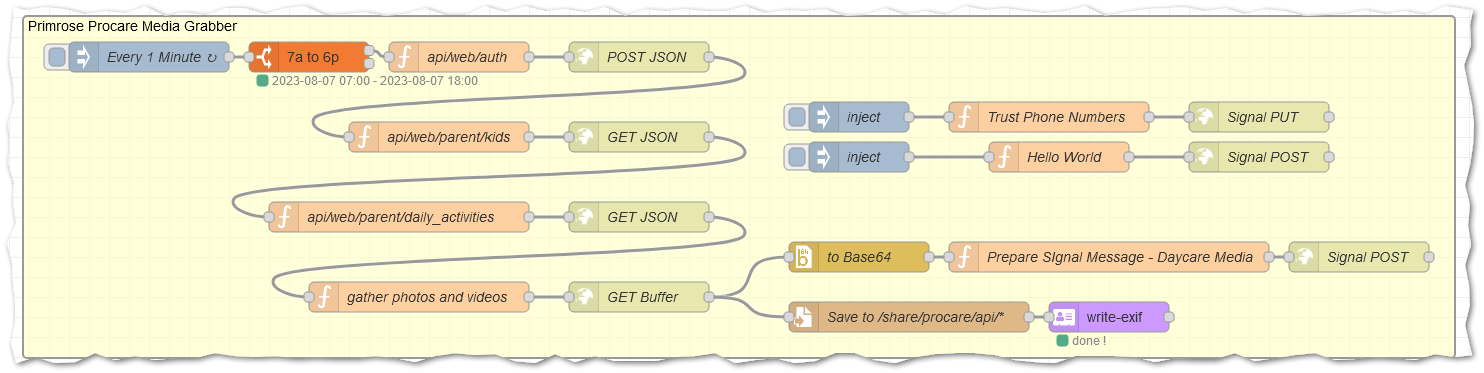 Primrose Procare Media Grabber
Every 1 Minute ↻
7a to 6p
api/web/auth
POST JSON
2023-08-07 07:00 - 2023-08-07 18:00
inject
Trust Phone Numbers
Signal PUT
api/web/parent/kids
GET JSON
inject
Hello World
Signal POST
api/web/parent/daily_activities
GET JSON
to Base64
Prepare SIgnal Message - Daycare Media
Signal POST
gather photos and videos
GET Buffer
Save to /share/procare/api/*
write-exif
done !